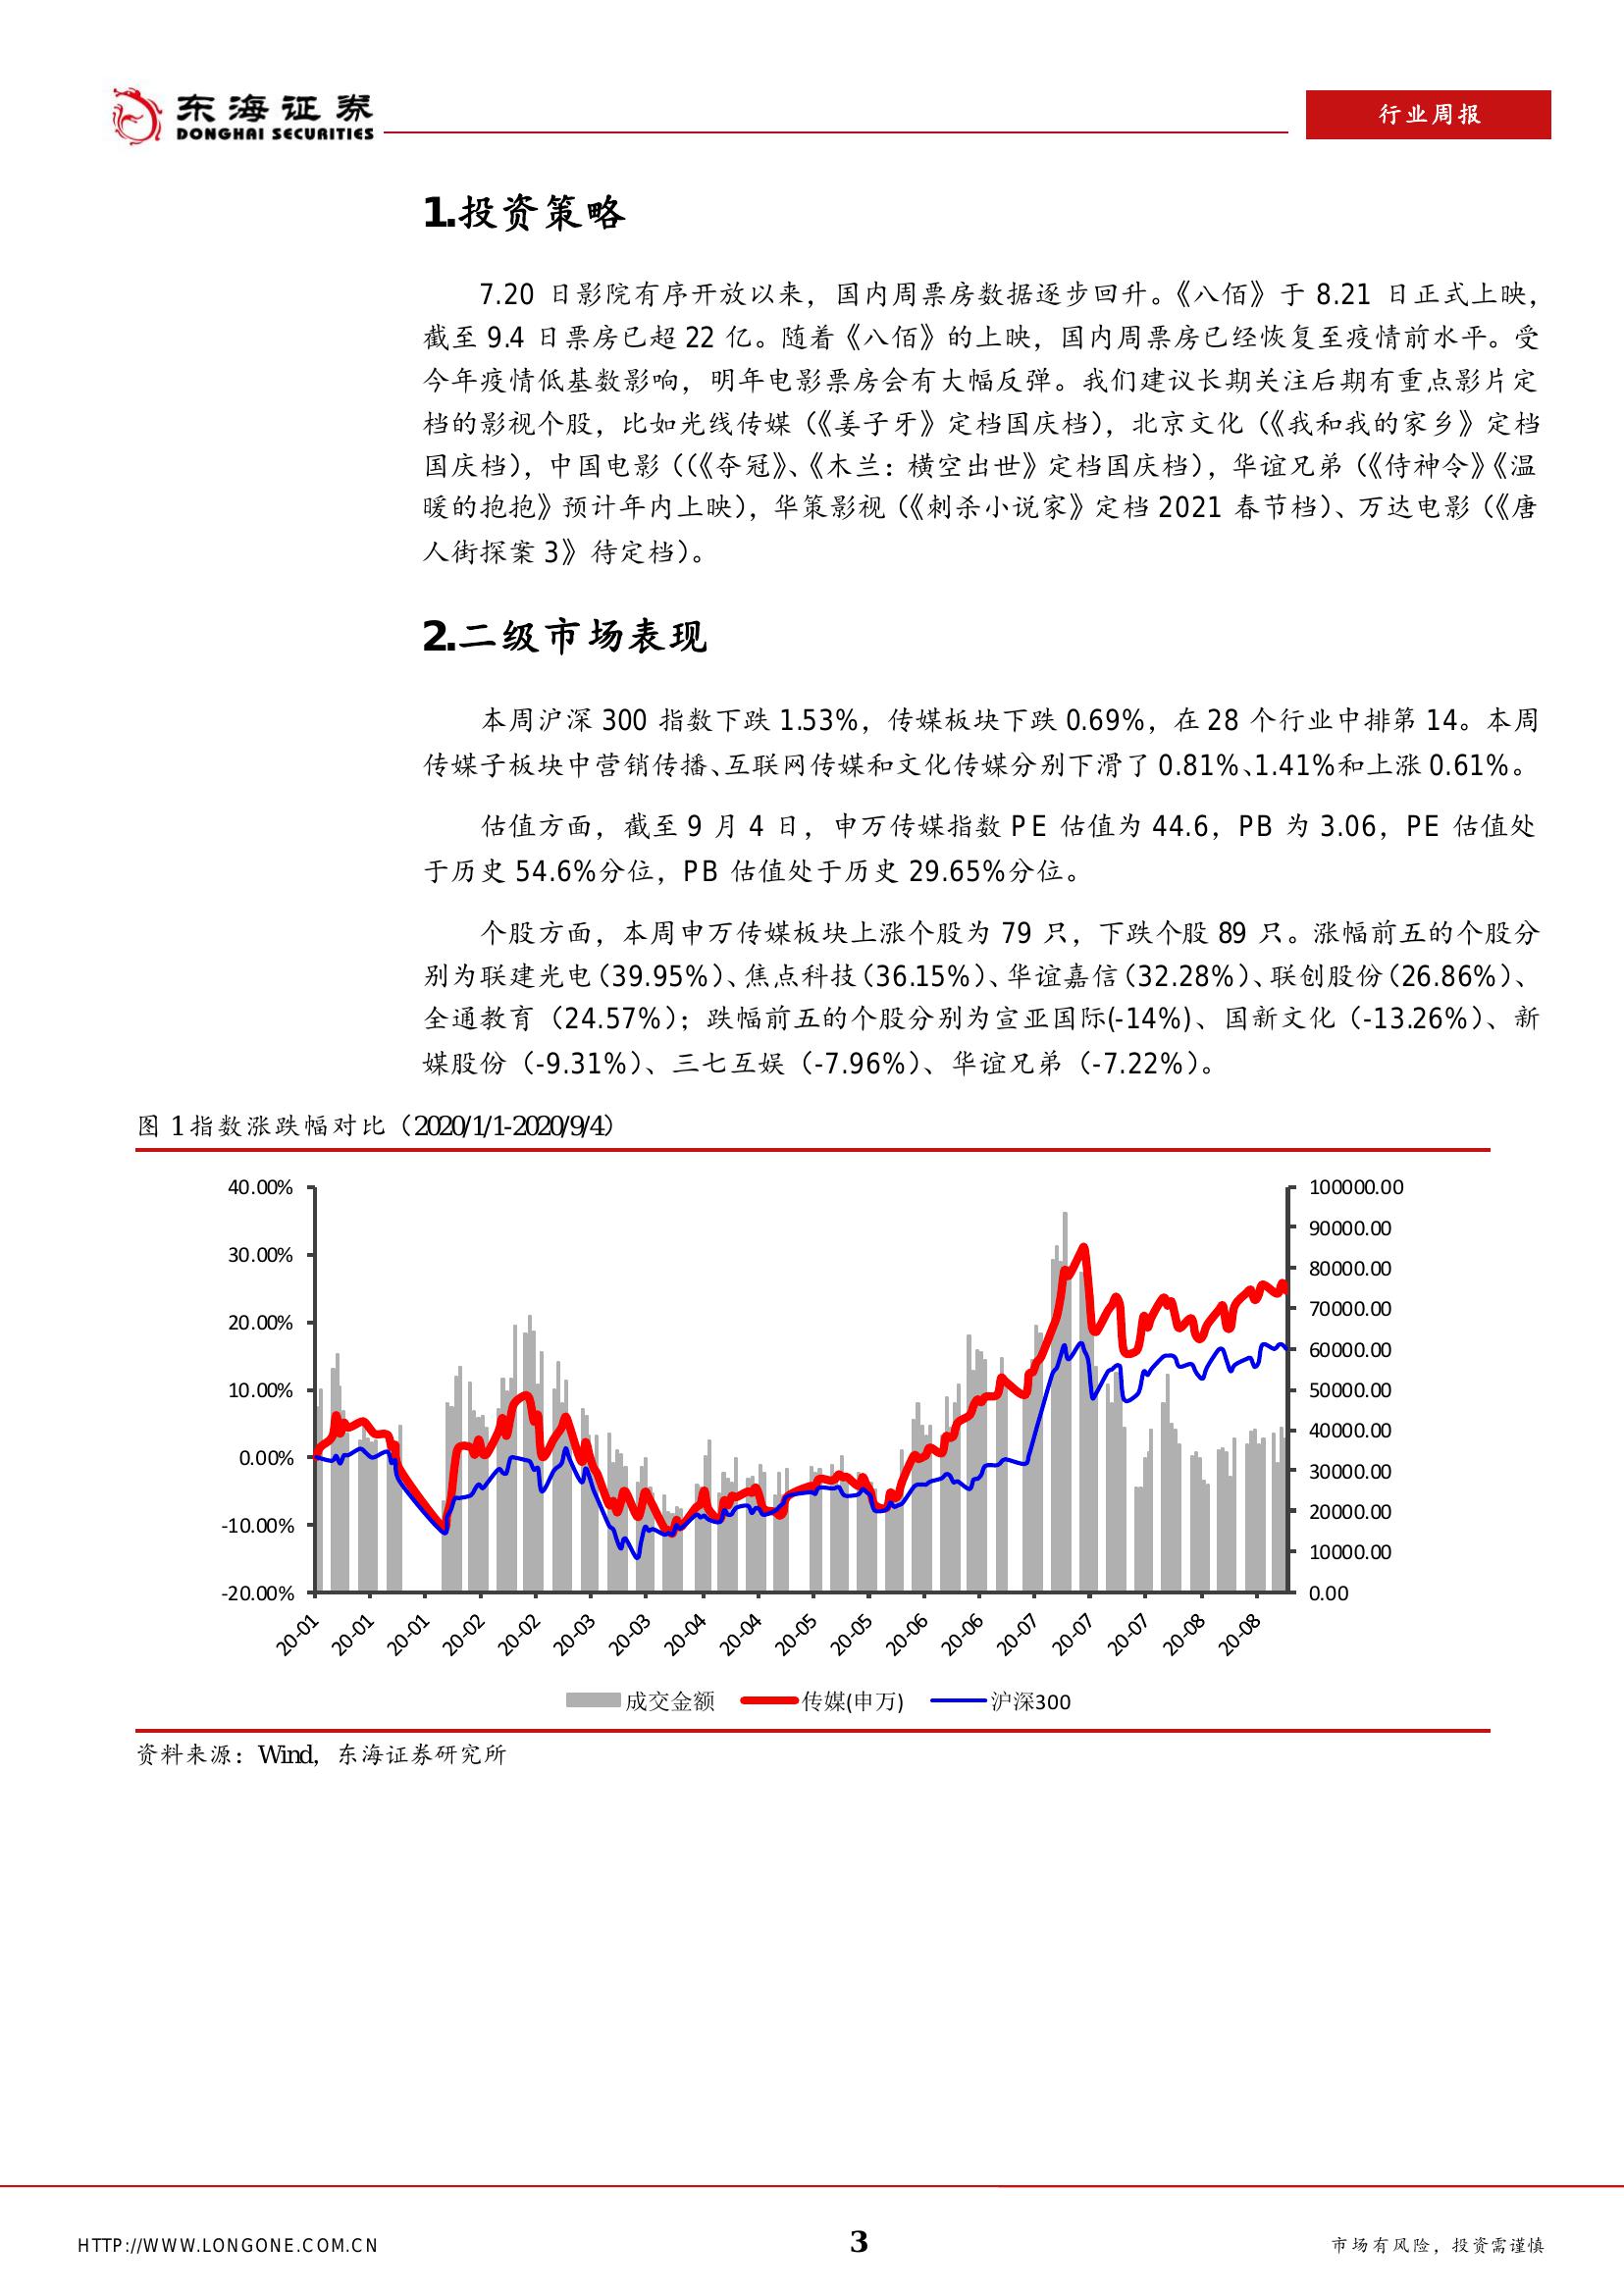 东海证券
DONGHAI SECURITIES
行业周报
1.投资策略
7.20 日影院有序开放以来，国内周票房数据逐步回升。《八佰》于 8.21 日正式上映，
截至 9.4 日票房已超 22 亿。随着《八佰》的上映，国内周票房已经恢复至疫情前水平。受
今年疫情低基数影响，明年电影票房会有大幅反弹。我们建议长期关注后期有重点影片定
档的影视个股，比如光线传媒（《姜子牙》定档国庆档），北京文化（《我和我的家乡》定档
国庆档），中国电影（(《夺冠》、《木兰：横空出世》定档国庆档），华谊兄弟（《侍神令》《温
暖的抱抱》预计年内上映），华策影视（《刺杀小说家》定档 2021 春节档）、万达电影（《唐
人街探案 3》待定档）。
2.二级市场表现
本周沪深 300 指数下跌 1.53%，传媒板块下跌 0.69%，在 28 个行业中排第 14。本周
传媒子板块中营销传播、互联网传媒和文化传媒分别下滑了 0.81%、1.41%和上涨 0.61%。
估值方面，截至 9 月 4 日，申万传媒指数 PE 估值为 44.6，PB 为 3.06，PE 估值处
于历史 54.6%分位，PB 估值处于历史 29.65%分位。
个股方面，本周申万传媒板块上涨个股为 79 只，下跌个股 89 只。涨幅前五的个股分
别为联建光电（39.95%）、焦点科技（36.15%）、华谊嘉信（32.28%）、联创股份（26.86%）、
全通教育（24.57%）；跌幅前五的个股分别为宣亚国际(-14%)、国新文化（-13.26%）、新
媒股份（-9.31%）、三七互娱（-7.96%）、华谊兄弟（-7.22%）。
图 1 指数涨跌幅对比（2020/1/1-2020/9/4）
40.00%
30.00%
20.00%
10.00%
0.00%
-10.00%
-20.00%
100000.00
90000.00
80000.00
70000.00
60000.00
50000.00
40000.00
30000.00
20000.00
10000.00
0.00
20-01
20-01
20-01
20-02
20-02
20-03
20-03
20-04
20-04
20-05
20-05
20-06
20-06
20-07
20-07
20-07
20-08
20-08
成交金额
传媒(申万)
沪深300
资料来源：Wind，东海证券研究所
HTTP://WWW.LONGONE.COM.CN
3
市场有风险，投资需谨慎